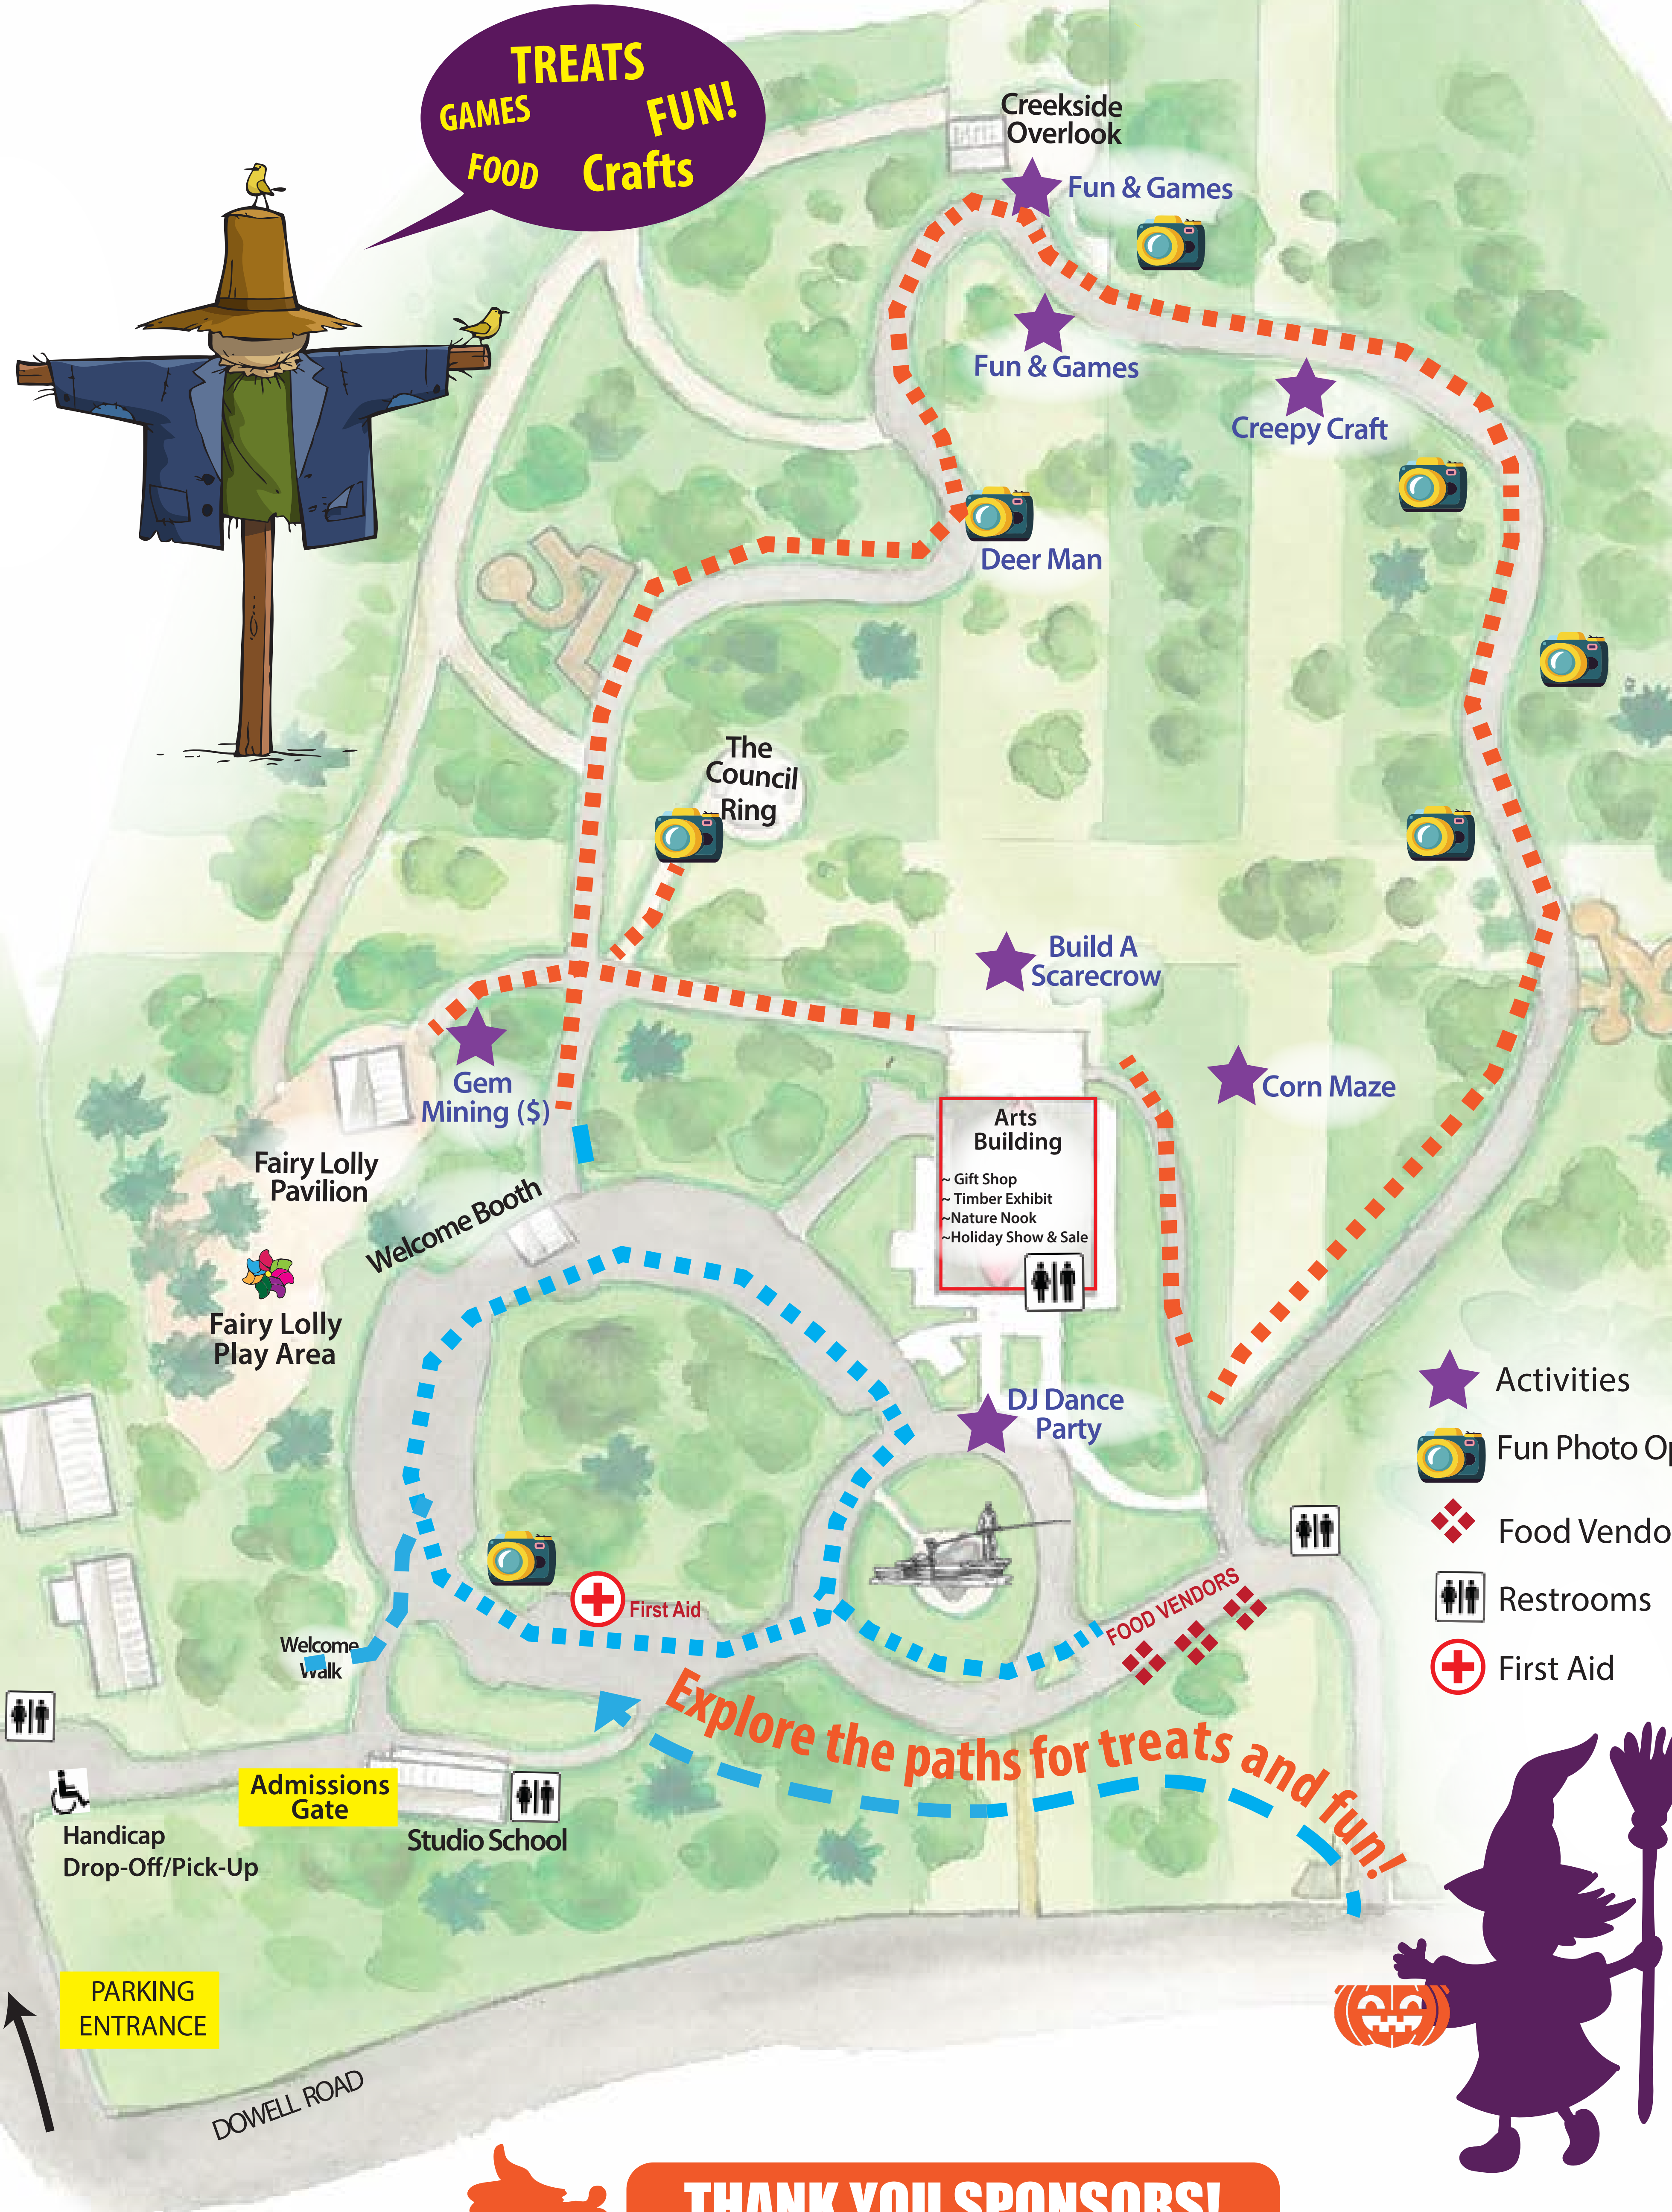 TREATS
GAMES
FUN!
FOOD
Crafts
Creekside
Overlook
Fun & Games
Fun & Games
Creepy Craft
Deer Man
The
Council
Ring
Build A
Scarecrow
Gem
Mining ($)
Corn Maze
Arts
Building
~ Gift Shop
~ Timber Exhibit
~Nature Nook
~Holiday Show & Sale
Fairy Lolly
Pavilion
Welcome Booth
Fairy Lolly
Play Area
DJ Dance
Party
Activities
Fun Photo Op
Food Vendo
Restrooms
First Aid
FOOD VENDORS
First Aid
Welcome
Walk
Explore the paths for treats and fun!
Admissions
Gate
Studio School
Handicap
Drop-Off/Pick-Up
PARKING
ENTRANCE
DOWELL ROAD
THANK YOU SPONSORS!